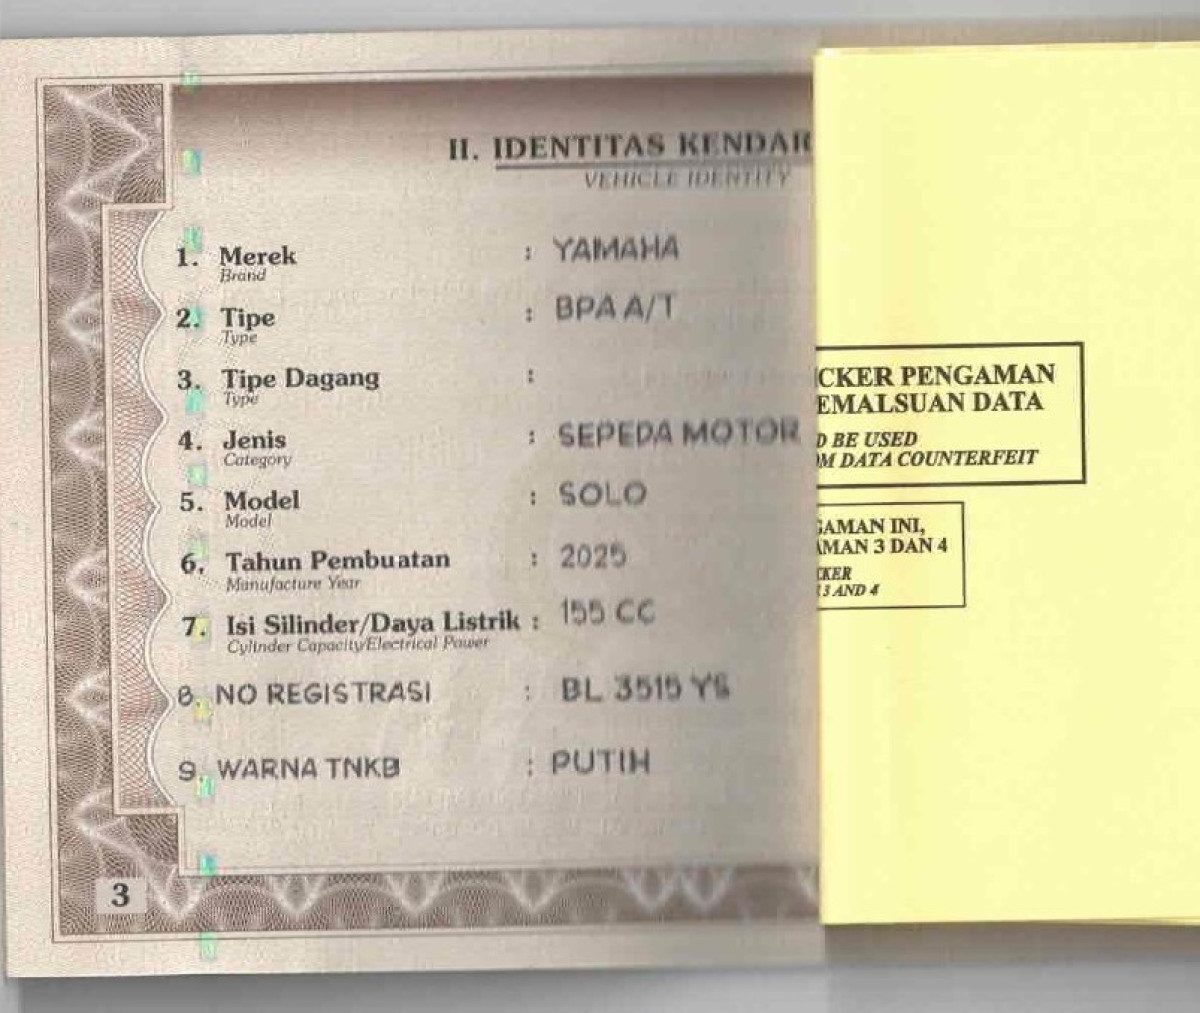 II. IDENTITAS KENDAR
VEHICLE IDENTITY
1. Merek : YAMAHA
Brand
2. Tipe : BPA A/T
Type
3. Tipe Dagang :
Type
4. Jenis : SEPEDA MOTOR
Category
5. Model : SOLO
Model
6. Tahun Pembuatan : 2025
Manufacture Year
7. Isi Silinder/Daya Listrik : 155 CC
Cylinder Capacity/Electrical Power
8. NO REGISTRASI : BL 3515 YS
9. WARNA TNKB : PUTIH
3
CKER PENGAMAN
EMALSUAN DATA
D BE USED
OM DATA COUNTERFEIT
GAMAN INI,
AMAN 3 DAN 4
CKER
3 AND 4